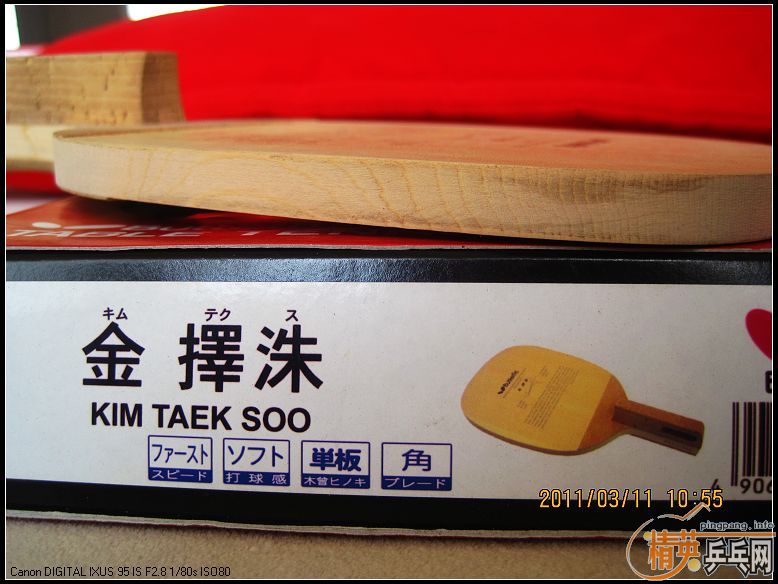 キム テク ス
金 擇 洙
KIM TAEK SOO
ファースト ソフト 単板 角
スピード 打球感 木曽ヒノキ ブレード
4 906
2011/03/11 10:55
pingpang.info
精英乒乓网
Canon DIGITAL IXUS 95 IS F2.8 1/80s ISO80